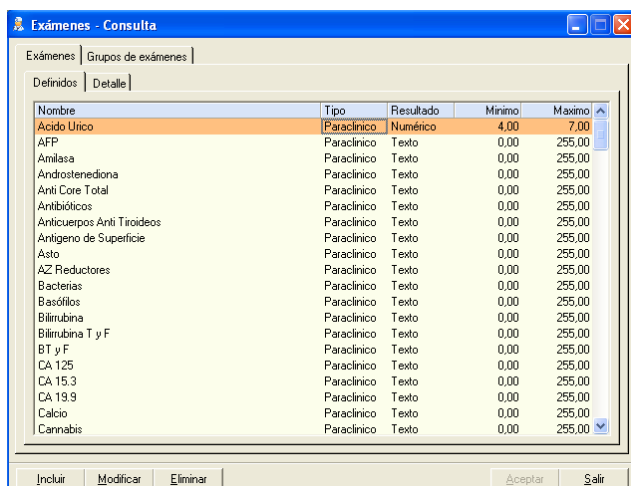 Exámenes - Consulta
Exámenes Grupos de exámenes
Definidos Detalle
Nombre Tipo Resultado Minimo Maximo
Acido Urico Paraclinico Numérico 4,00 7,00
AFP Paraclinico Texto 0,00 255,00
Amilasa Paraclinico Texto 0,00 255,00
Androstenediona Paraclinico Texto 0,00 255,00
Anti Core Total Paraclinico Texto 0,00 255,00
Antibióticos Paraclinico Texto 0,00 255,00
Anticuerpos Anti Tiroideos Paraclinico Texto 0,00 255,00
Antigeno de Superficie Paraclinico Texto 0,00 255,00
Asto Paraclinico Texto 0,00 255,00
AZ Reductores Paraclinico Texto 0,00 255,00
Bacterias Paraclinico Texto 0,00 255,00
Basófilos Paraclinico Texto 0,00 255,00
Bilirrubina Paraclinico Texto 0,00 255,00
Bilirrubina T y F Paraclinico Texto 0,00 255,00
BT y F Paraclinico Texto 0,00 255,00
CA 125 Paraclinico Texto 0,00 255,00
CA 15.3 Paraclinico Texto 0,00 255,00
CA 19.9 Paraclinico Texto 0,00 255,00
Calcio Paraclinico Texto 0,00 255,00
Cannabis Paraclinico Texto 0,00 255,00
Incluir Modificar Eliminar Aceptar Salir